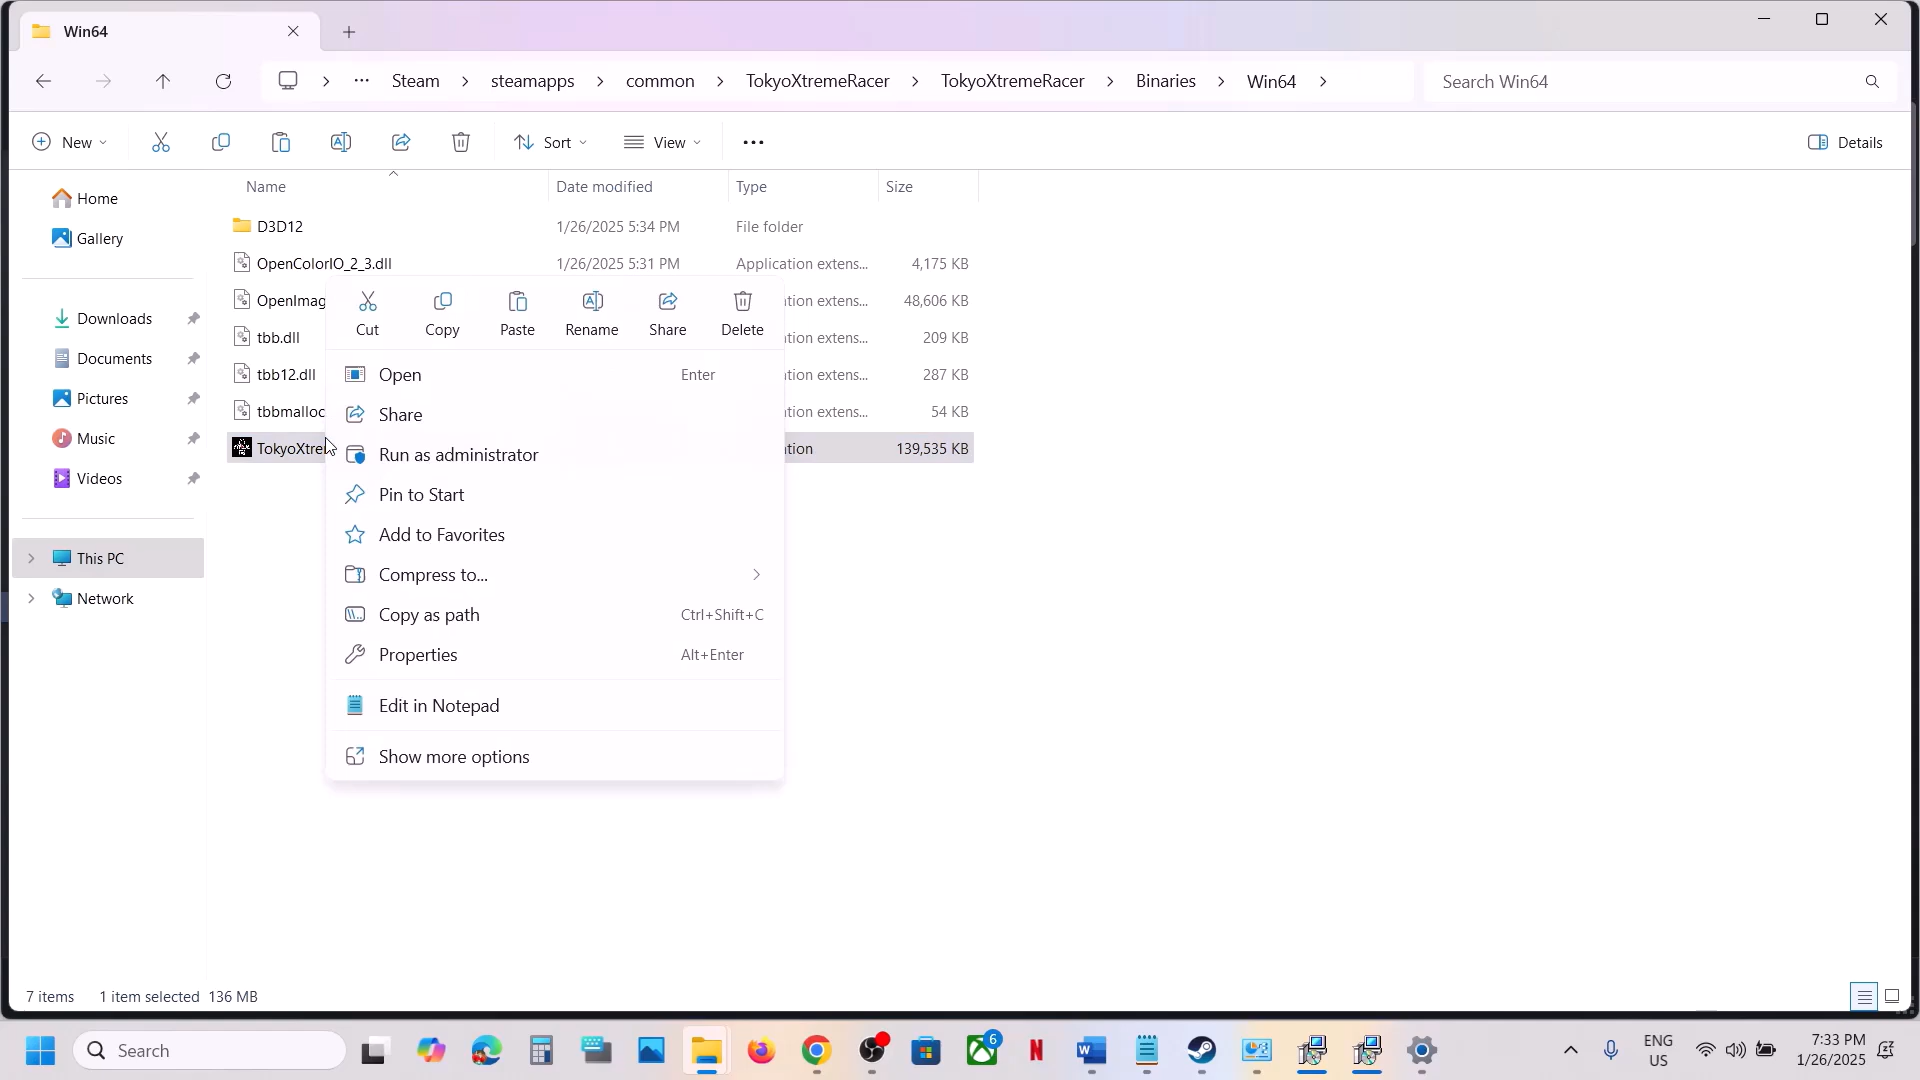 Win64
Steam steamapps common TokyoXtremeRacer TokyoXtremeRacer Binaries Win64
Search Win64
New Sort View Details
Name Date modified Type Size
Home
Gallery
Downloads
Documents
Pictures
Music
Videos
This PC
Network
D3D12 1/26/2025 5:34 PM File folder
OpenColorIO_2_3.dll 1/26/2025 5:31 PM Application extens... 4,175 KB
OpenImag tion extens... 48,606 KB
tbb.dll tion extens... 209 KB
tbb12.dll tion extens... 287 KB
tbbmalloc tion extens... 54 KB
TokyoXtre tion 139,535 KB
Cut Copy Paste Rename Share Delete
Open Enter
Share
Run as administrator
Pin to Start
Add to Favorites
Compress to...
Copy as path Ctrl+Shift+C
Properties Alt+Enter
Edit in Notepad
Show more options
7 items 1 item selected 136 MB
Search
6
ENG
US
7:33 PM
1/26/2025